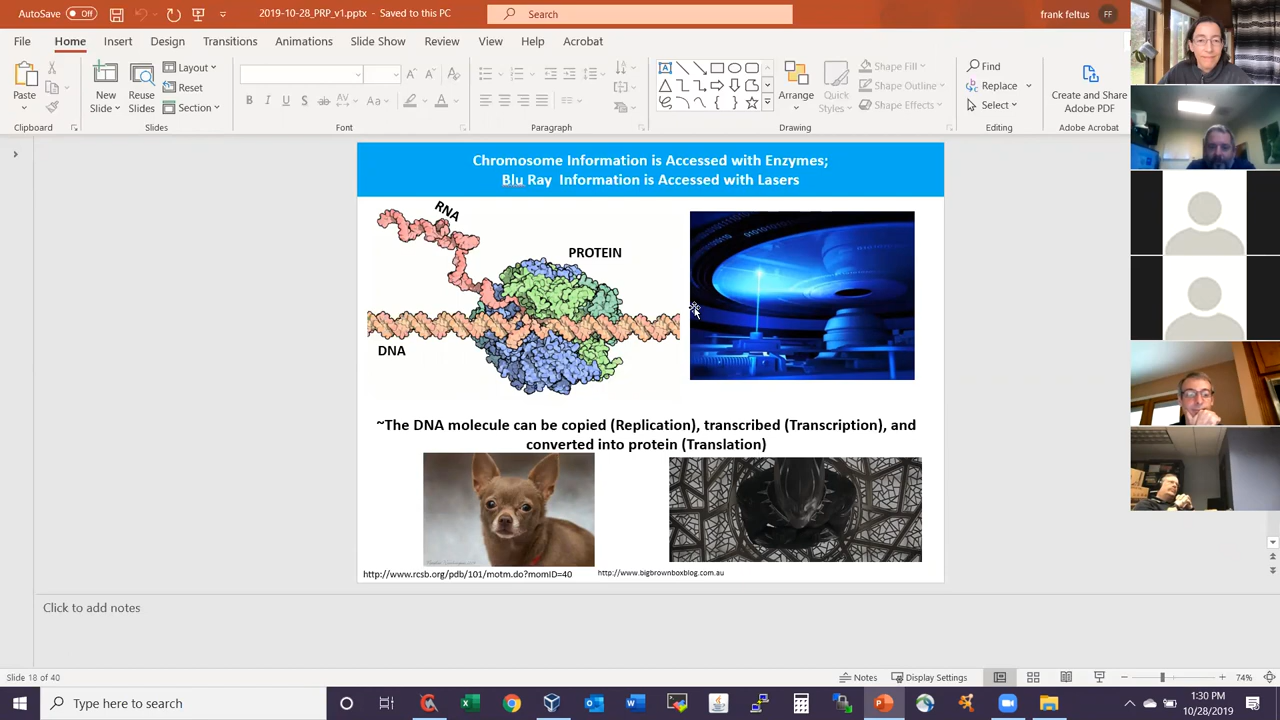 AutoSave Off
2019-10-28_PRP_v1.pptx - Saved to this PC
Search
frank feltus FF
File Home Insert Design Transitions Animations Slide Show Review View Help Acrobat
Paste
New Slide
Reuse Slides
Layout
Reset
Section
Find
Replace
Select
Arrange
Quick Styles
Shape Fill
Shape Outline
Shape Effects
Create and Share Adobe PDF
Clipboard Slides Font Paragraph Drawing Editing Adobe Acrobat
Chromosome Information is Accessed with Enzymes;
Blu Ray Information is Accessed with Lasers
RNA
PROTEIN
DNA
~The DNA molecule can be copied (Replication), transcribed (Transcription), and
converted into protein (Translation)
http://www.rcsb.org/pdb/101/motm.do?momID=40
http://www.bigbrownboxblog.com.au
Click to add notes
Slide 18 of 40
Notes Display Settings 74%
Type here to search
1:30 PM
10/28/2019